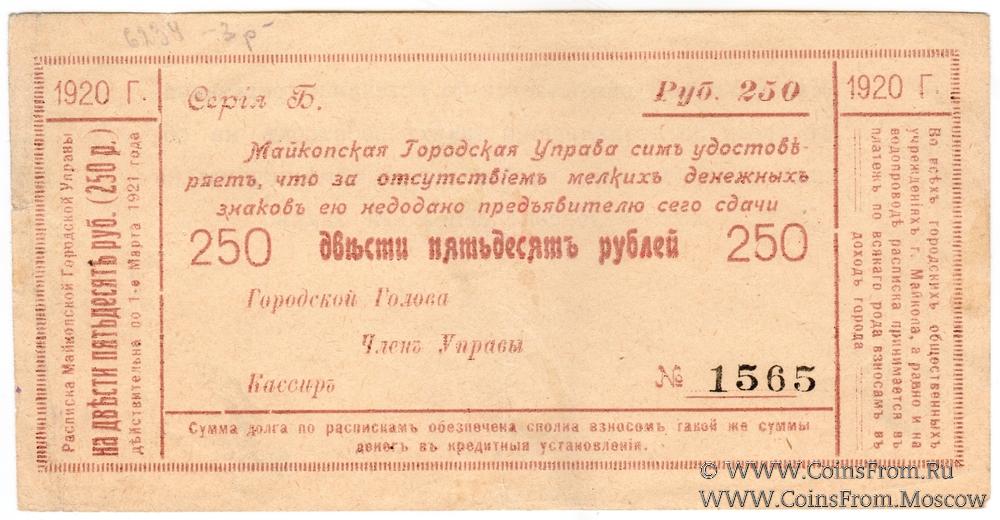 6234 - 3 р -
1920 Г.
Расписка Майкопской Городской Управы
на двѣсти пятьдесятъ руб. (250 р.)
дѣйствительна по 1-е Марта 1921 года
Серія Б.
Руб. 250
Майкопская Городская Управа симъ удостовѣ-
ряетъ, что за отсутствіемъ мелкихъ денежныхъ
знаковъ ею недодано предъявителю сего сдачи
250 двѣсти пятьдесятъ рублей 250
Городской Голова
Членъ Управы
Кассиръ
№ 1565
Сумма долга по распискамъ обезпечена сполна взносомъ такой же суммы
денегъ въ кредитныя установленія.
1920 Г.
Во всѣхъ городскихъ общественныхъ
учрежденіяхъ г. Майкопа, а равно и на
водопроводѣ расписка принимается въ
платежъ по всякаго рода взносамъ въ
доходъ города
© WWW.CoinsFrom.Ru
WWW.CoinsFrom.Moscow